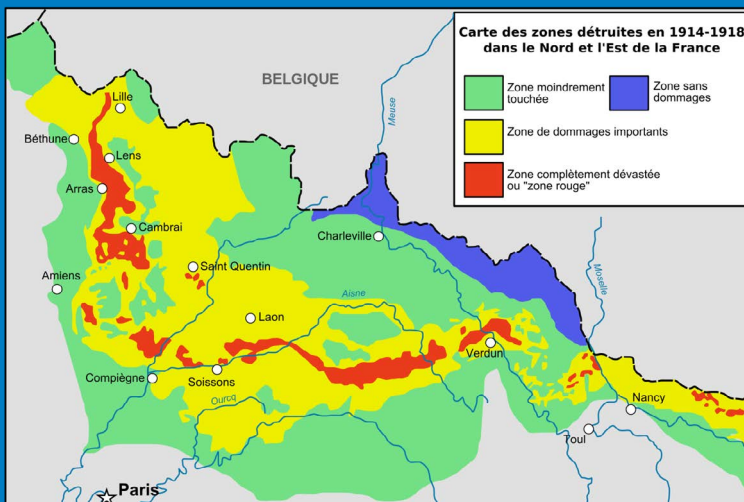 Carte des zones détruites en 1914-1918
dans le Nord et l'Est de la France
Zone moindrement
touchée
Zone sans
dommages
Zone de dommages importants
Zone complètement dévastée
ou "zone rouge"
BELGIQUE
Meuse
Lille
Béthune
Lens
Arras
Cambrai
Charleville
Saint Quentin
Moselle
Amiens
Aisne
Laon
Verdun
Compiègne
Soissons
Ourcq
Nancy
Toul
Paris